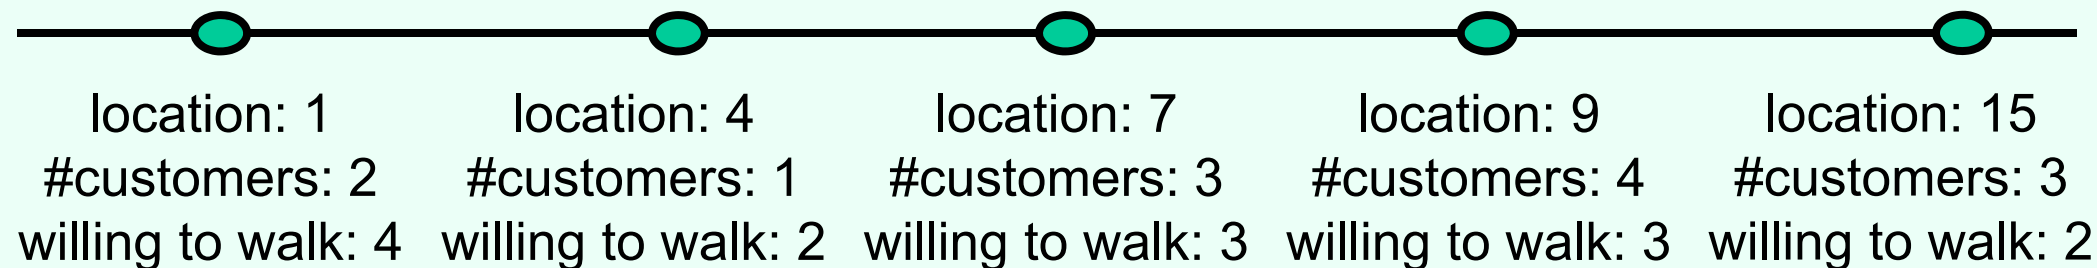 location: 1 location: 4 location: 7 location: 9 location: 15
#customers: 2 #customers: 1 #customers: 3 #customers: 4 #customers: 3
willing to walk: 4 willing to walk: 2 willing to walk: 3 willing to walk: 3 willing to walk: 2